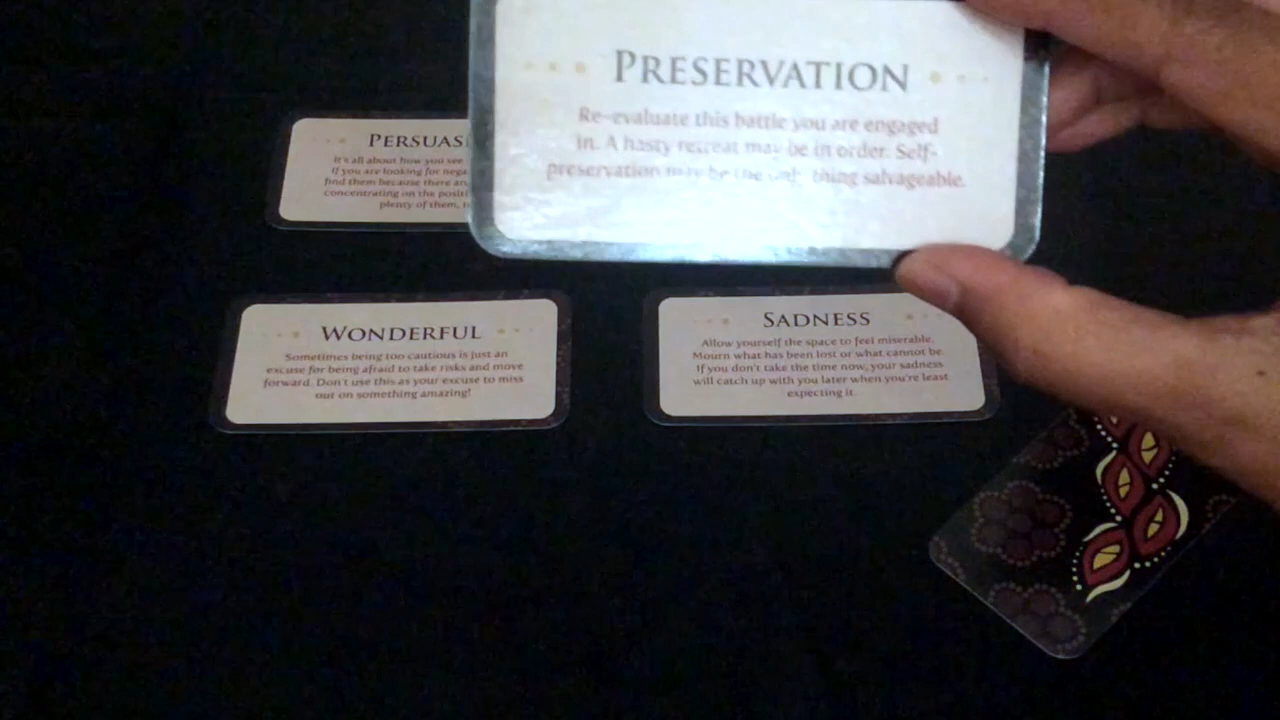 PRESERVATION
Re-evaluate this battle you are engaged
in. A hasty retreat may be in order. Self-
preservation may be the only thing salvageable.
PERSUAS
It's all about how you see
If you are looking for nega
find them because there ar
concentrating on the positi
plenty of them, t
WONDERFUL
Sometimes being too cautious is just an
excuse for being afraid to take risks and move
forward. Don't use this as your excuse to miss
out on something amazing!
SADNESS
Allow yourself the space to feel miserable.
Mourn what has been lost or what cannot be.
If you don't take the time now, your sadness
will catch up with you later when you're least
expecting it.